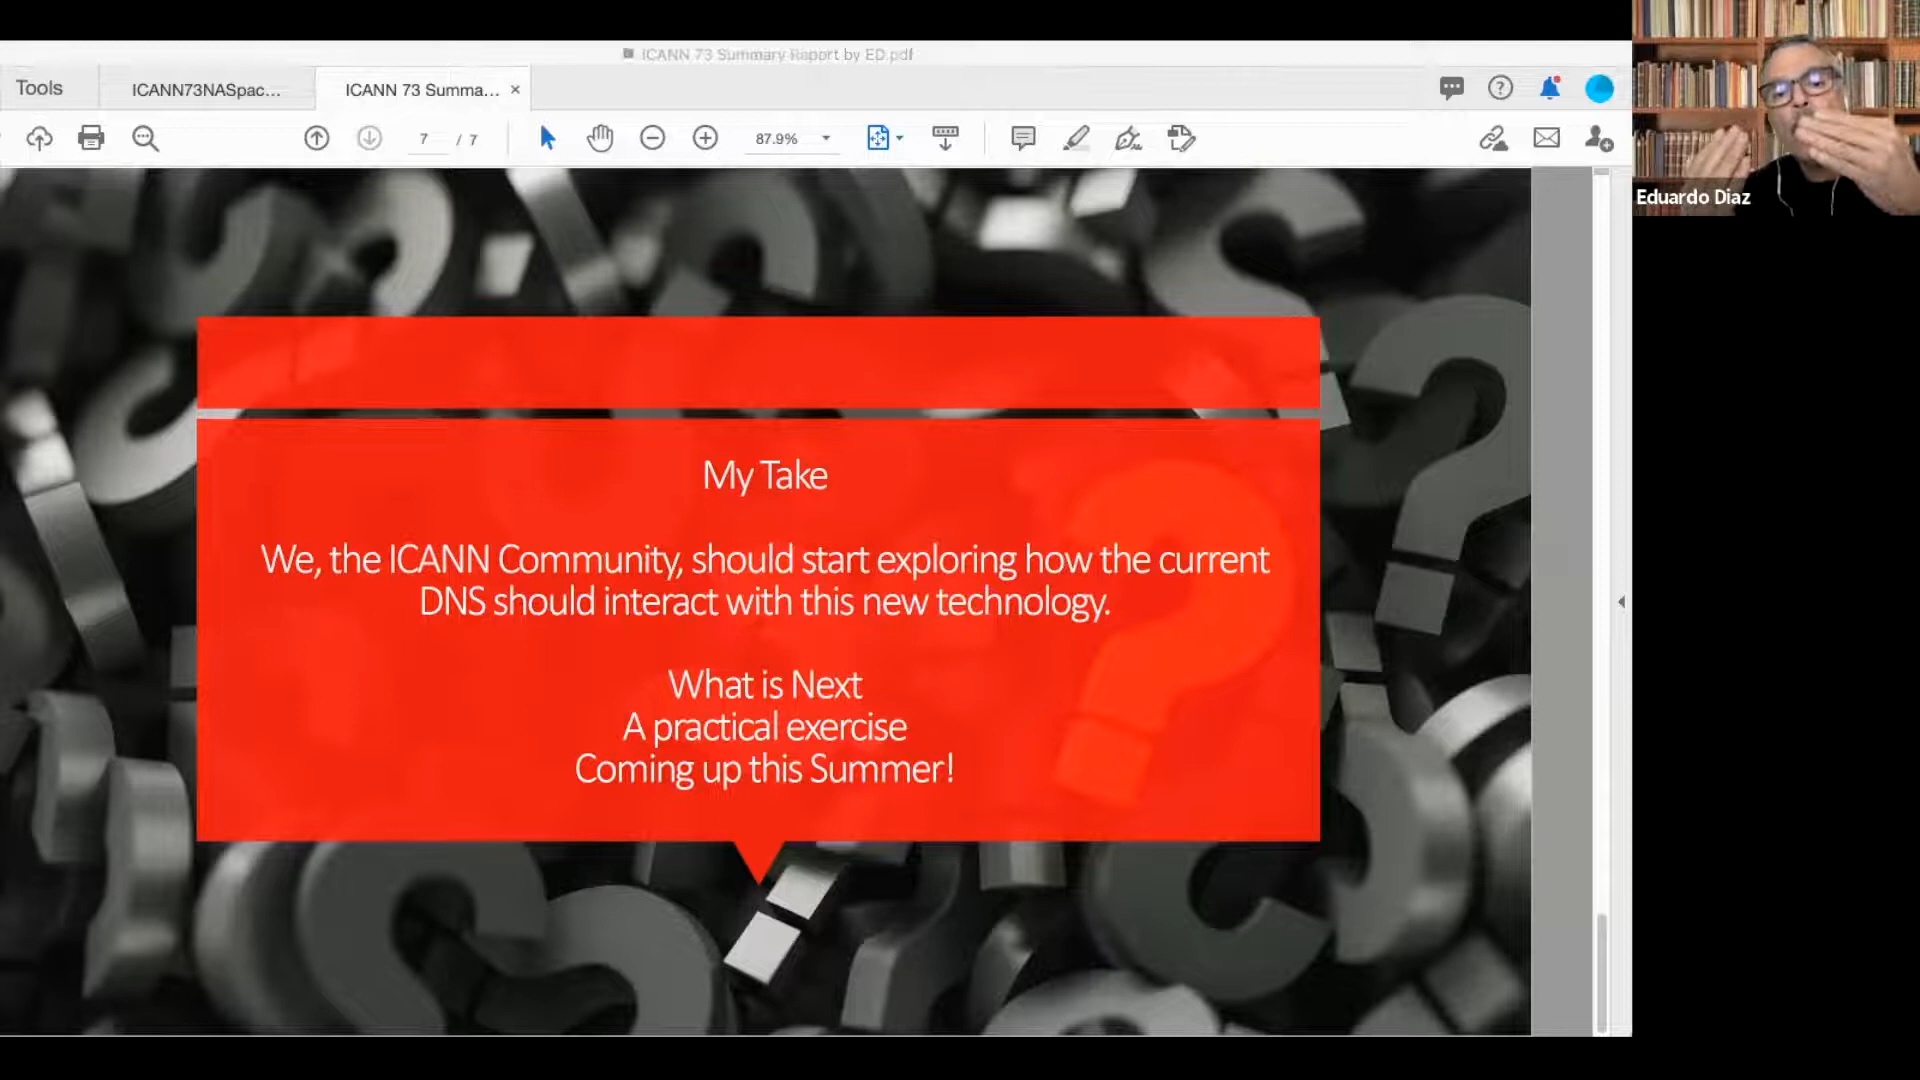 ICANN 73 Summary Report by ED.pdf
Tools
ICANN73NASpac...
ICANN 73 Summa...
7 / 7
87.9%
Eduardo Diaz
My Take
We, the ICANN Community, should start exploring how the current
DNS should interact with this new technology.
What is Next
A practical exercise
Coming up this Summer!